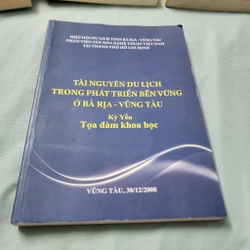 HIỆP HỘI DU LỊCH TỈNH BÀ RỊA - VŨNG TÀU
PHÂN VIỆN VĂN HÓA NGHỆ THUẬT VIỆT NAM
TẠI THÀNH PHỐ HỒ CHÍ MINH
TÀI NGUYÊN DU LỊCH
TRONG PHÁT TRIỂN BỀN VỮNG
Ở BÀ RỊA - VŨNG TÀU
Kỷ Yếu
Tọa đàm khoa học
VŨNG TÀU, 30/12/2008